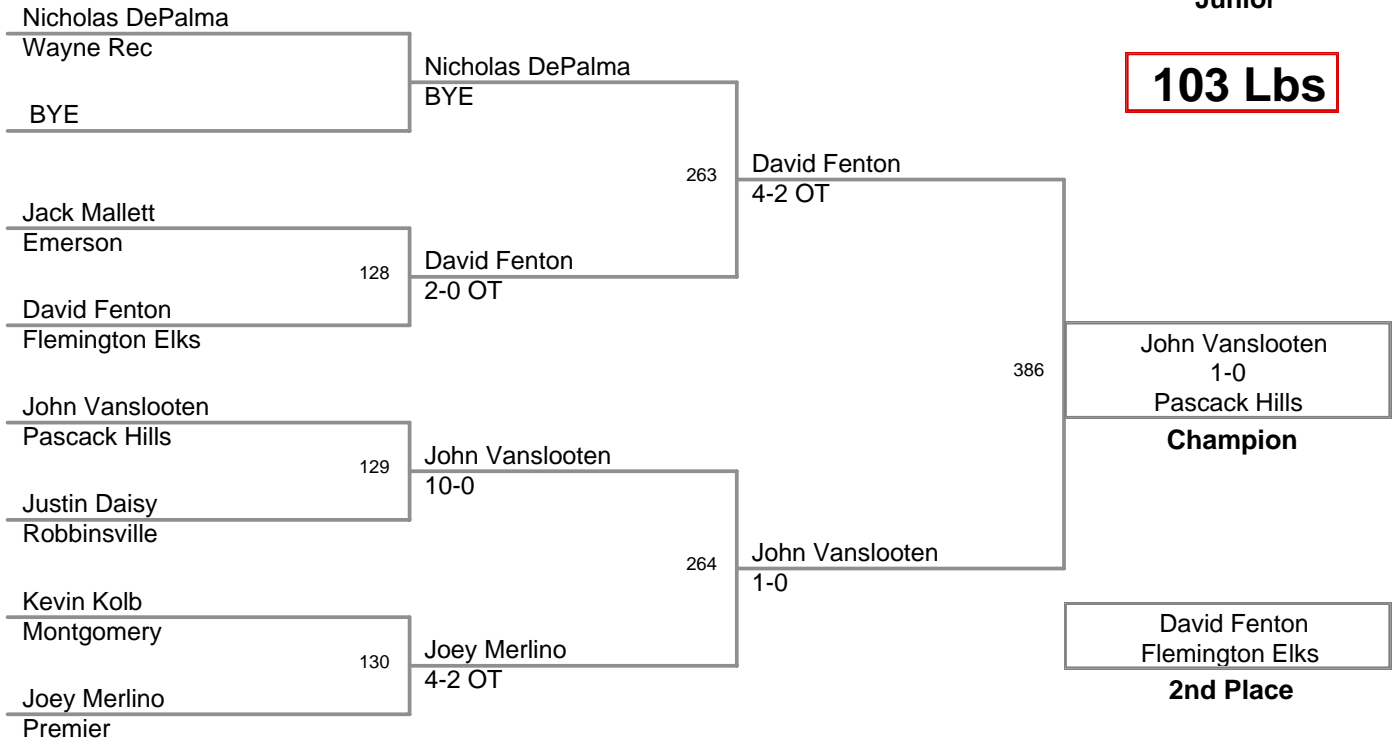 Junior
103 Lbs
Nicholas DePalma
Wayne Rec
BYE
Nicholas DePalma
BYE
263
David Fenton
4-2 OT
Jack Mallett
Emerson
128
David Fenton
2-0 OT
David Fenton
Flemington Elks
386
John Vanslooten
1-0
Pascack Hills
Champion
John Vanslooten
Pascack Hills
129
John Vanslooten
10-0
Justin Daisy
Robbinsville
264
John Vanslooten
1-0
Kevin Kolb
Montgomery
130
Joey Merlino
4-2 OT
Joey Merlino
Premier
David Fenton
Flemington Elks
2nd Place